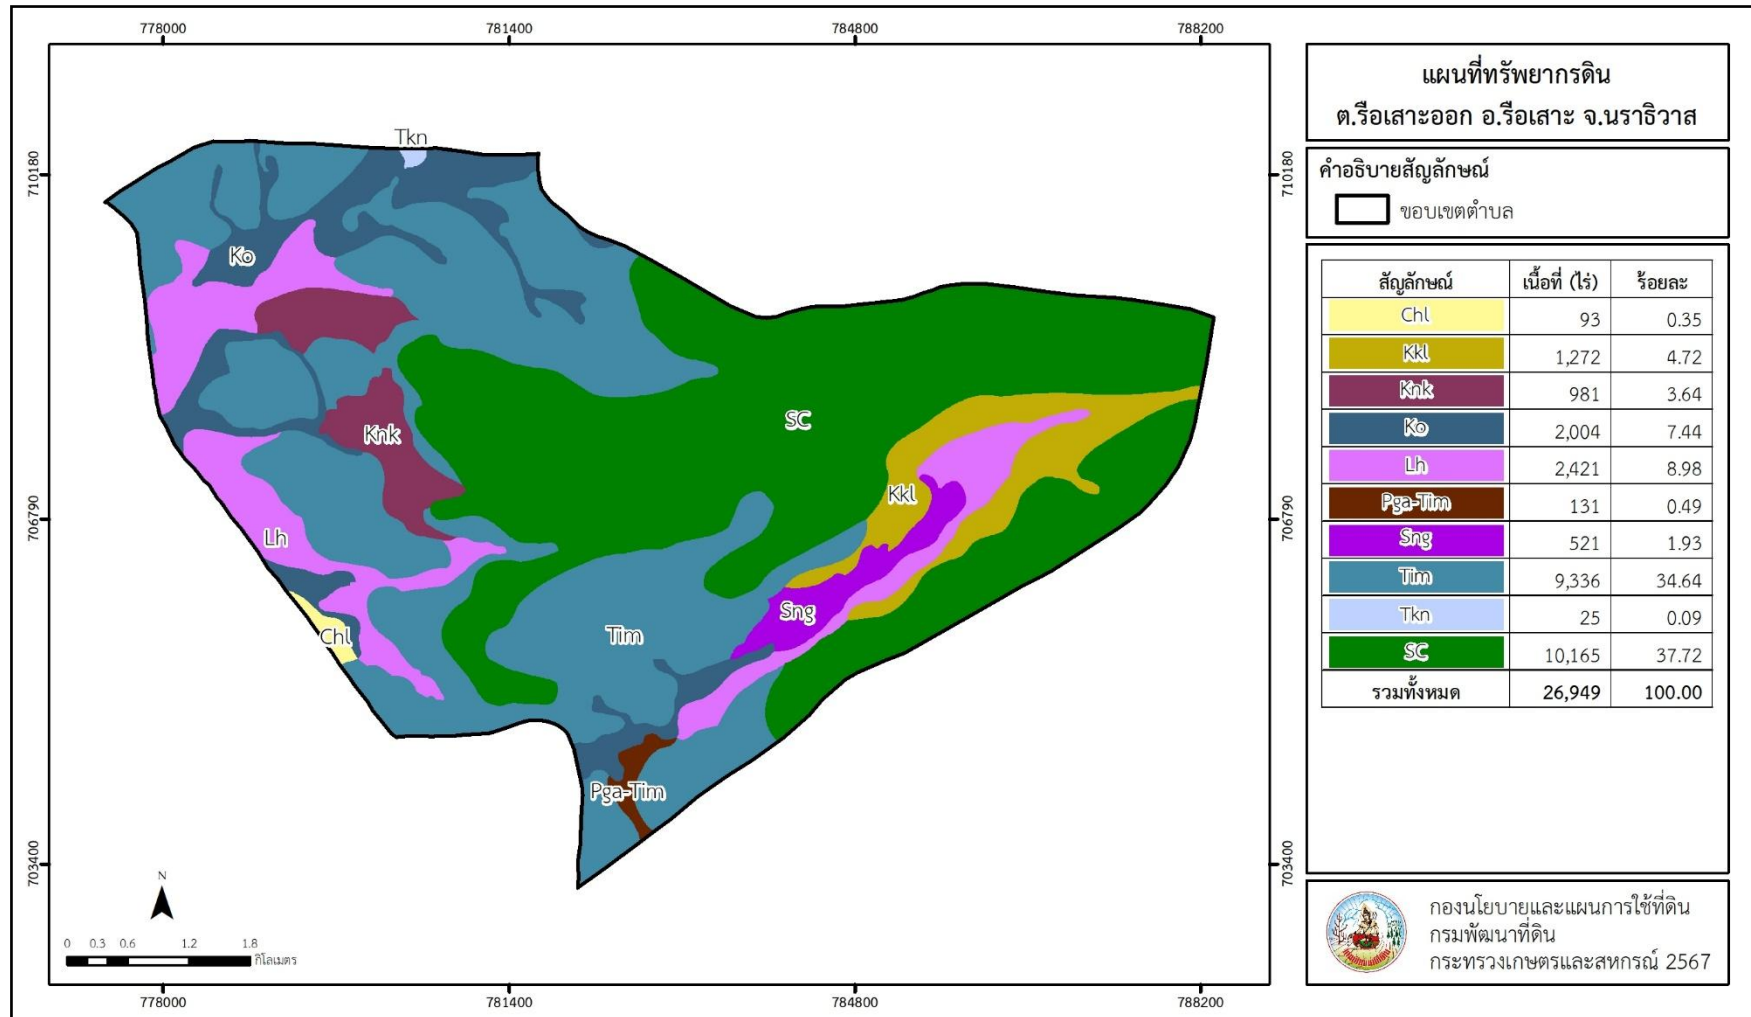 778000 781400 784800 788200
แผนที่ทรัพยากรดิน
ต.รือเสาะออก อ.รือเสาะ จ.นราธิวาส
คำอธิบายสัญลักษณ์
ขอบเขตตำบล
710180
706790
703400
710180
706790
703400
Tkn
Ko
SC
Knk
Kkl
Lh
Sng
Chl
Tim
Pga-Tim
สัญลักษณ์ เนื้อที่ (ไร่) ร้อยละ
Chl 93 0.35
Kkl 1,272 4.72
Knk 981 3.64
Ko 2,004 7.44
Lh 2,421 8.98
Pga-Tim 131 0.49
Sng 521 1.93
Tim 9,336 34.64
Tkn 25 0.09
SC 10,165 37.72
รวมทั้งหมด 26,949 100.00
N
0 0.3 0.6 1.2 1.8
กิโลเมตร
778000 781400 784800 788200
กองนโยบายและแผนการใช้ที่ดิน
กรมพัฒนาที่ดิน
กระทรวงเกษตรและสหกรณ์ 2567